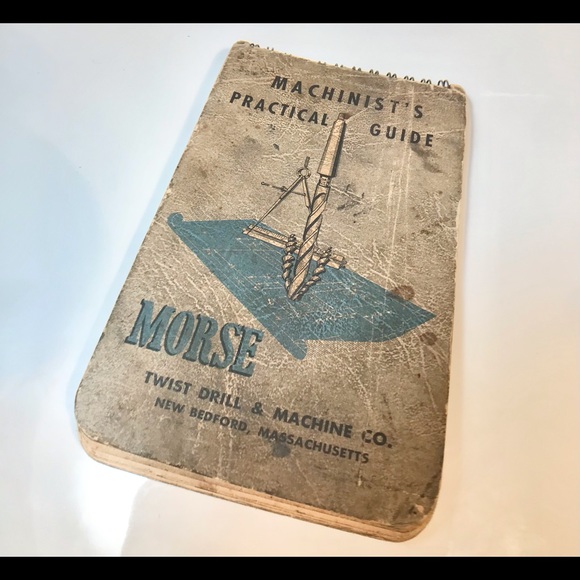 MACHINIST'S
PRACTICAL GUIDE
MORSE
TWIST DRILL & MACHINE CO.
NEW BEDFORD, MASSACHUSETTS